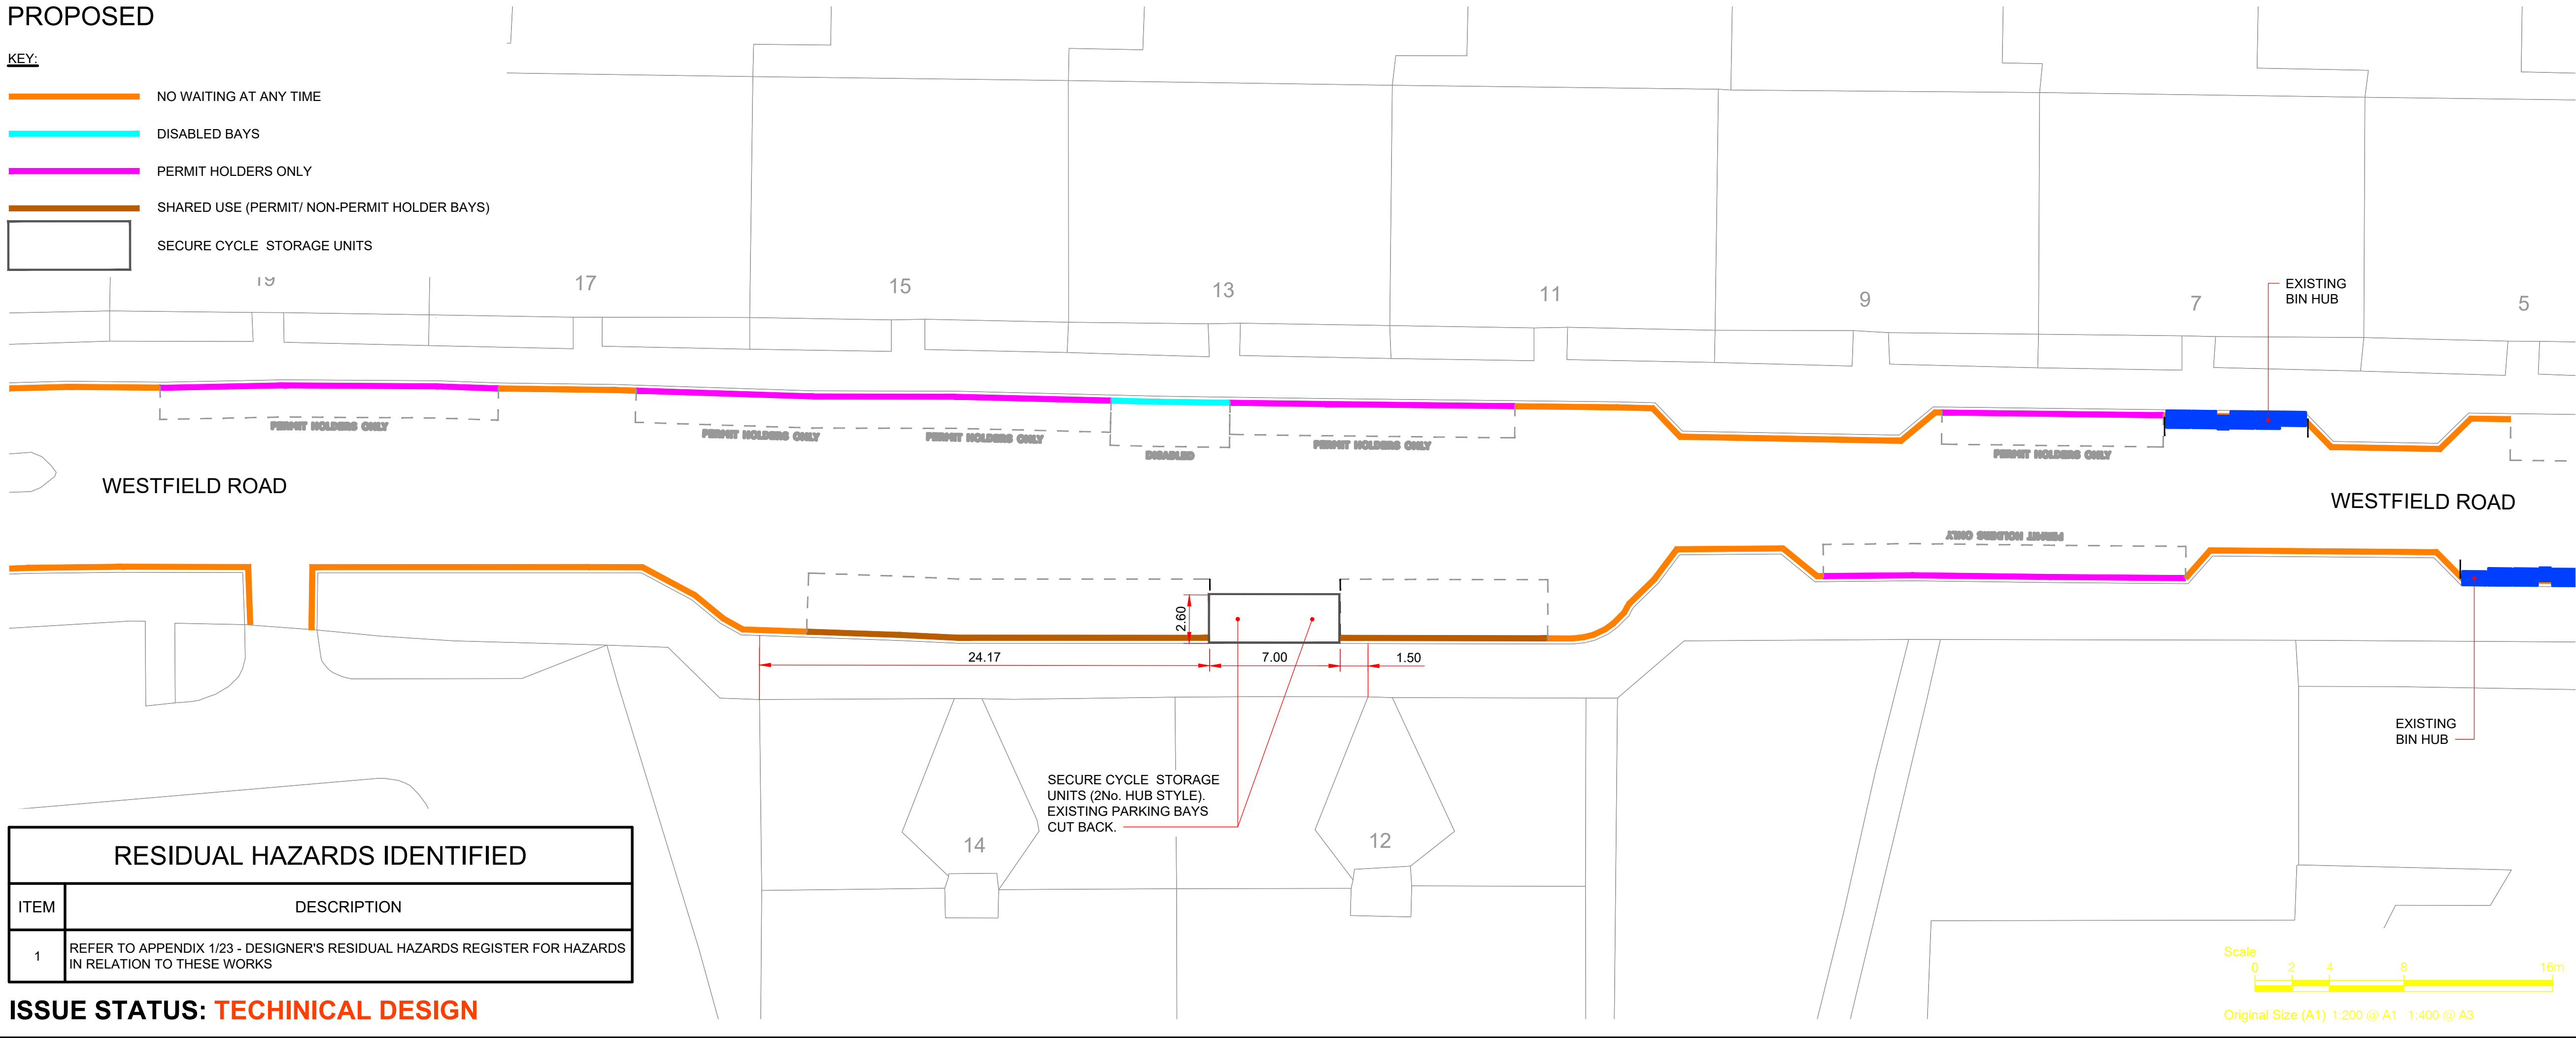 PROPOSED
KEY:
NO WAITING AT ANY TIME
DISABLED BAYS
PERMIT HOLDERS ONLY
SHARED USE (PERMIT/ NON-PERMIT HOLDER BAYS)
SECURE CYCLE STORAGE UNITS
19
17
15
13
11
9
7
5
EXISTING
BIN HUB
PERMIT HOLDERS ONLY
PERMIT HOLDERS ONLY
PERMIT HOLDERS ONLY
DISABLED
PERMIT HOLDERS ONLY
PERMIT HOLDERS ONLY
WESTFIELD ROAD
WESTFIELD ROAD
PERMIT HOLDERS ONLY
2.60
24.17
7.00
1.50
EXISTING
BIN HUB
SECURE CYCLE STORAGE
UNITS (2No. HUB STYLE).
EXISTING PARKING BAYS
CUT BACK.
14
12
RESIDUAL HAZARDS IDENTIFIED
ITEM DESCRIPTION
1 REFER TO APPENDIX 1/23 - DESIGNER'S RESIDUAL HAZARDS REGISTER FOR HAZARDS
IN RELATION TO THESE WORKS
ISSUE STATUS: TECHINICAL DESIGN
Scale
0 2 4 8 16m
Original Size (A1) 1:200 @ A1 1:400 @ A3